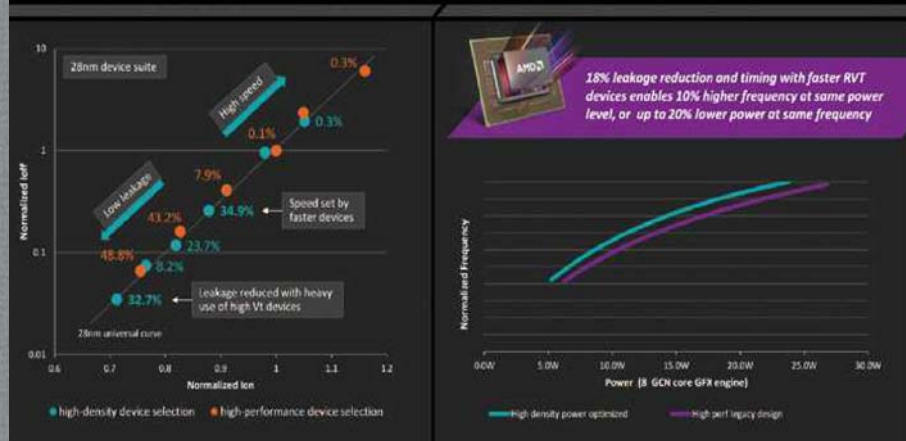 10
28nm device suite
High speed
0.3%
0.3%
0.1%
1
Normalized Ioff
Low leakage
7.9%
34.9%
Speed set by
faster devices
43.2%
23.7%
0.1
48.8%
8.2%
32.7%
Leakage reduced with heavy
use of high Vt devices
28nm universal curve
0.01
0.6 0.7 0.8 0.9 1 1.1 1.2
Normalized Ion
high-density device selection high-performance device selection
AMD
18% leakage reduction and timing with faster RVT
devices enables 10% higher frequency at same power
level, or up to 20% lower power at same frequency
Normalized Frequency
0.0W 5.0W 10.0W 15.0W 20.0W 25.0W 30.0W
Power (8 GCN core GFX engine)
High density power optimized High perf legacy design